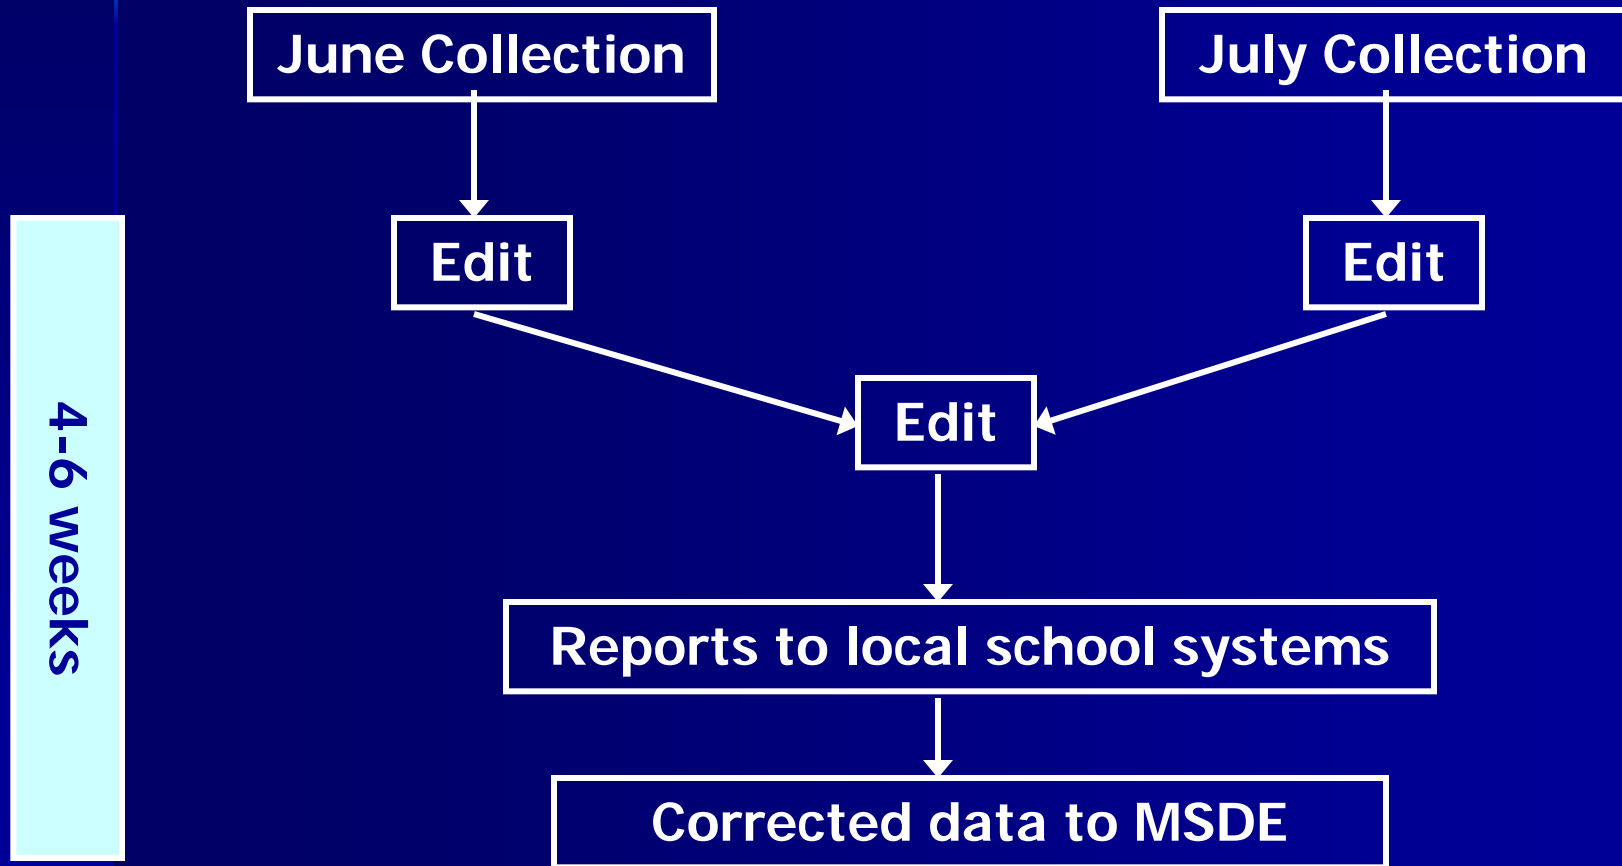 June Collection
July Collection
Edit
Edit
Edit
4-6 weeks
Reports to local school systems
Corrected data to MSDE